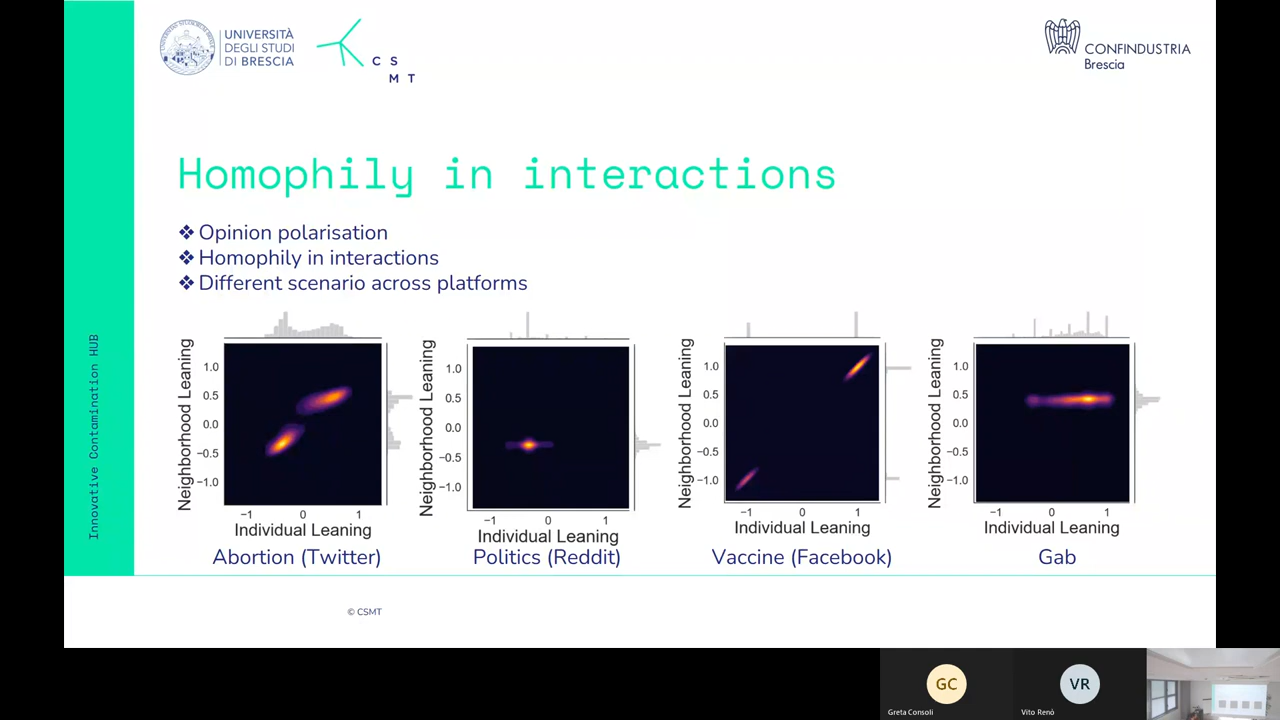 UNIVERSITÀ
DEGLI STUDI
DI BRESCIA
C S
M T
CONFINDUSTRIA
Brescia
Homophily in interactions
❖ Opinion polarisation
❖ Homophily in interactions
❖ Different scenario across platforms
Innovative Contamination HUB
Neighborhood Leaning
1.0
0.5
0.0
−0.5
−1.0
−1 0 1
Individual Leaning
Abortion (Twitter)
Neighborhood Leaning
1.0
0.5
0.0
−0.5
−1.0
−1 0 1
Individual Leaning
Politics (Reddit)
Neighborhood Leaning
1.0
0.5
0.0
−0.5
−1.0
−1 0 1
Individual Leaning
Vaccine (Facebook)
Neighborhood Leaning
1.0
0.5
0.0
−0.5
−1.0
−1 0 1
Individual Leaning
Gab
© CSMT
GC
Greta Consoli
VR
Vito Renò